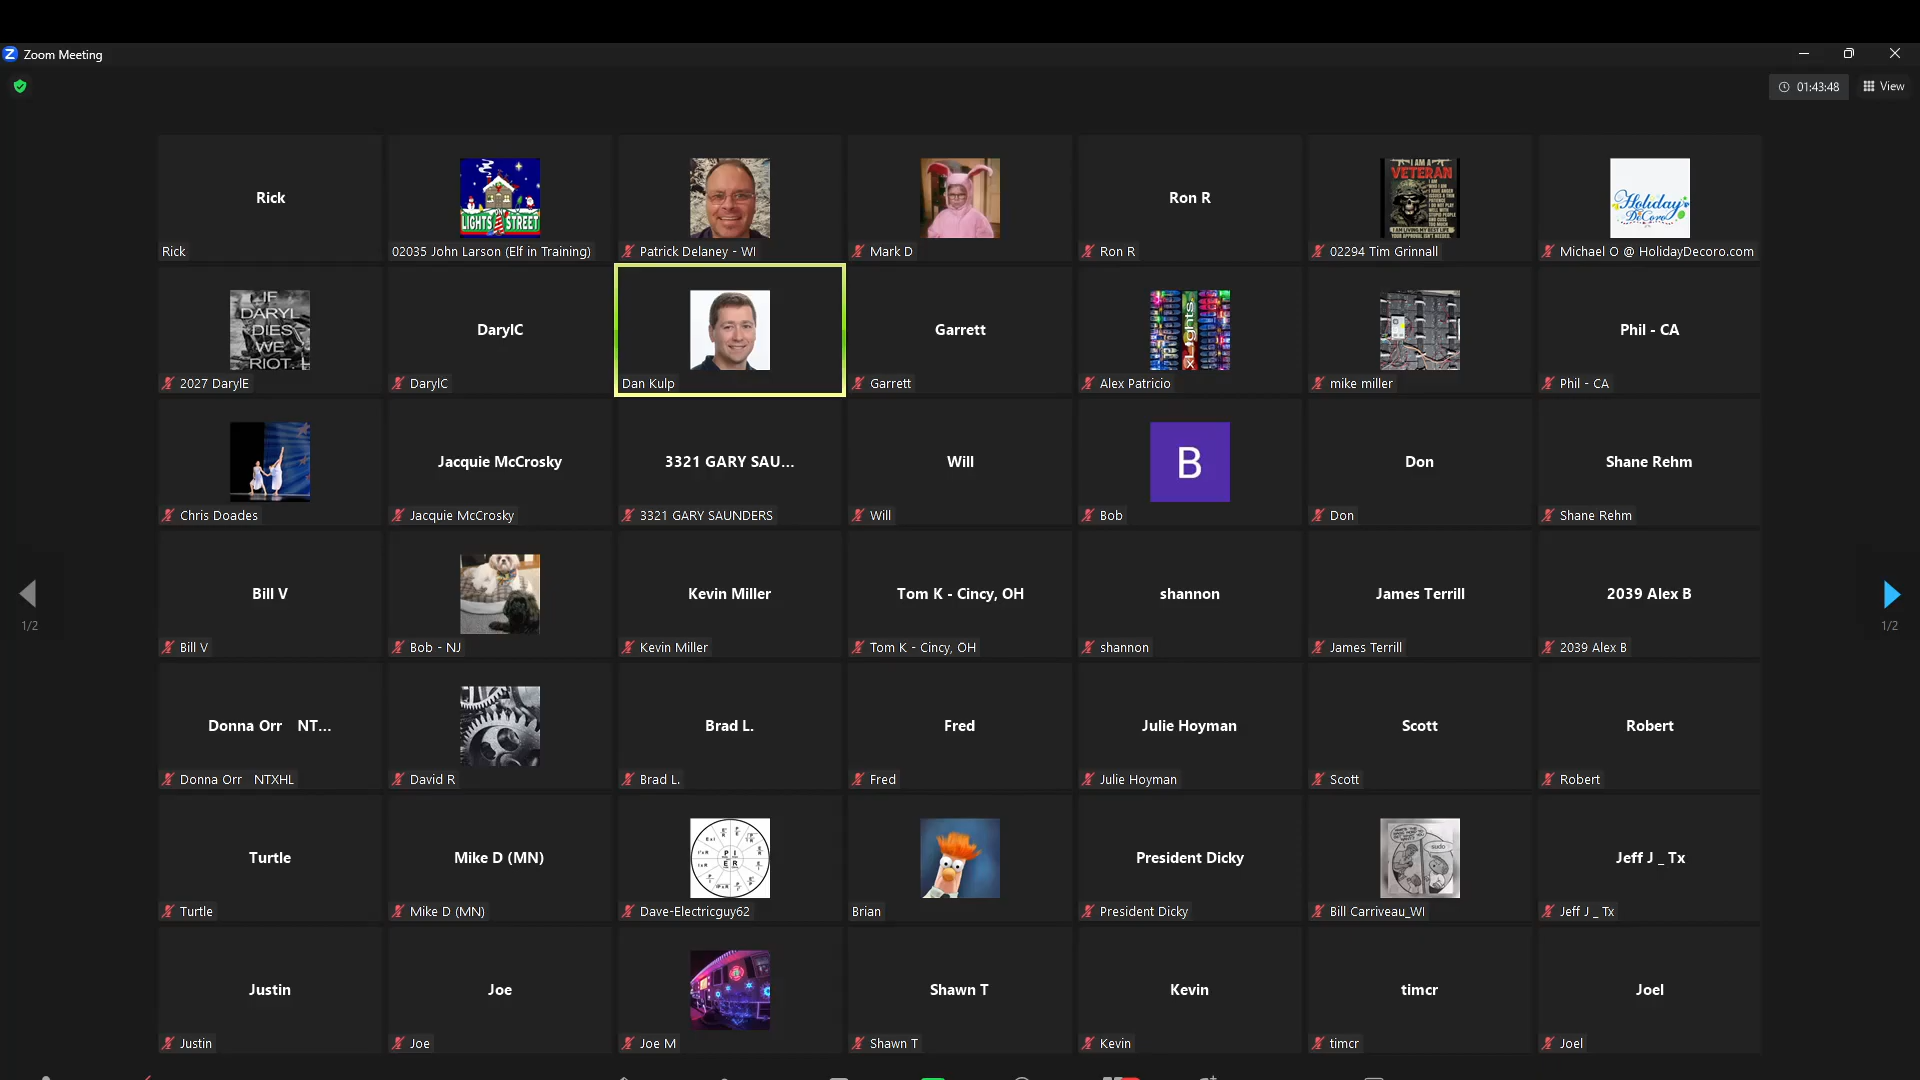 Zoom Meeting
01:43:48
View
Rick
Rick
LIGHTS ON STREET
02035 John Larson (Elf in Training)
Patrick Delaney - WI
Mark D
Ron R
Ron R
I AM A
VETERAN
02294 Tim Grinnall
Holiday
DeCoro
Michael O @ HolidayDecoro.com
IF
DARYL
DIES
WE
RIOT.
2027 DarylE
DarylC
DarylC
Dan Kulp
Garrett
Garrett
xLights
Alex Patricio
mike miller
Phil - CA
Phil - CA
Chris Doades
Jacquie McCrosky
Jacquie McCrosky
3321 GARY SAU...
3321 GARY SAUNDERS
Will
Will
B
Bob
Don
Don
Shane Rehm
Shane Rehm
1/2
Bill V
Bill V
Bob - NJ
Kevin Miller
Kevin Miller
Tom K - Cincy, OH
Tom K - Cincy, OH
shannon
shannon
James Terrill
James Terrill
2039 Alex B
2039 Alex B
1/2
Donna Orr NT...
Donna Orr NTXHL
David R
Brad L.
Brad L.
Fred
Fred
Julie Hoyman
Julie Hoyman
Scott
Scott
Robert
Robert
Turtle
Turtle
Mike D (MN)
Mike D (MN)
P I
E R
Dave-Electricguy62
Brian
President Dicky
President Dicky
sudo
Bill Carriveau_WI
Jeff J _ Tx
Jeff J _ Tx
Justin
Justin
Joe
Joe
Joe M
Shawn T
Shawn T
Kevin
Kevin
timcr
timcr
Joel
Joel